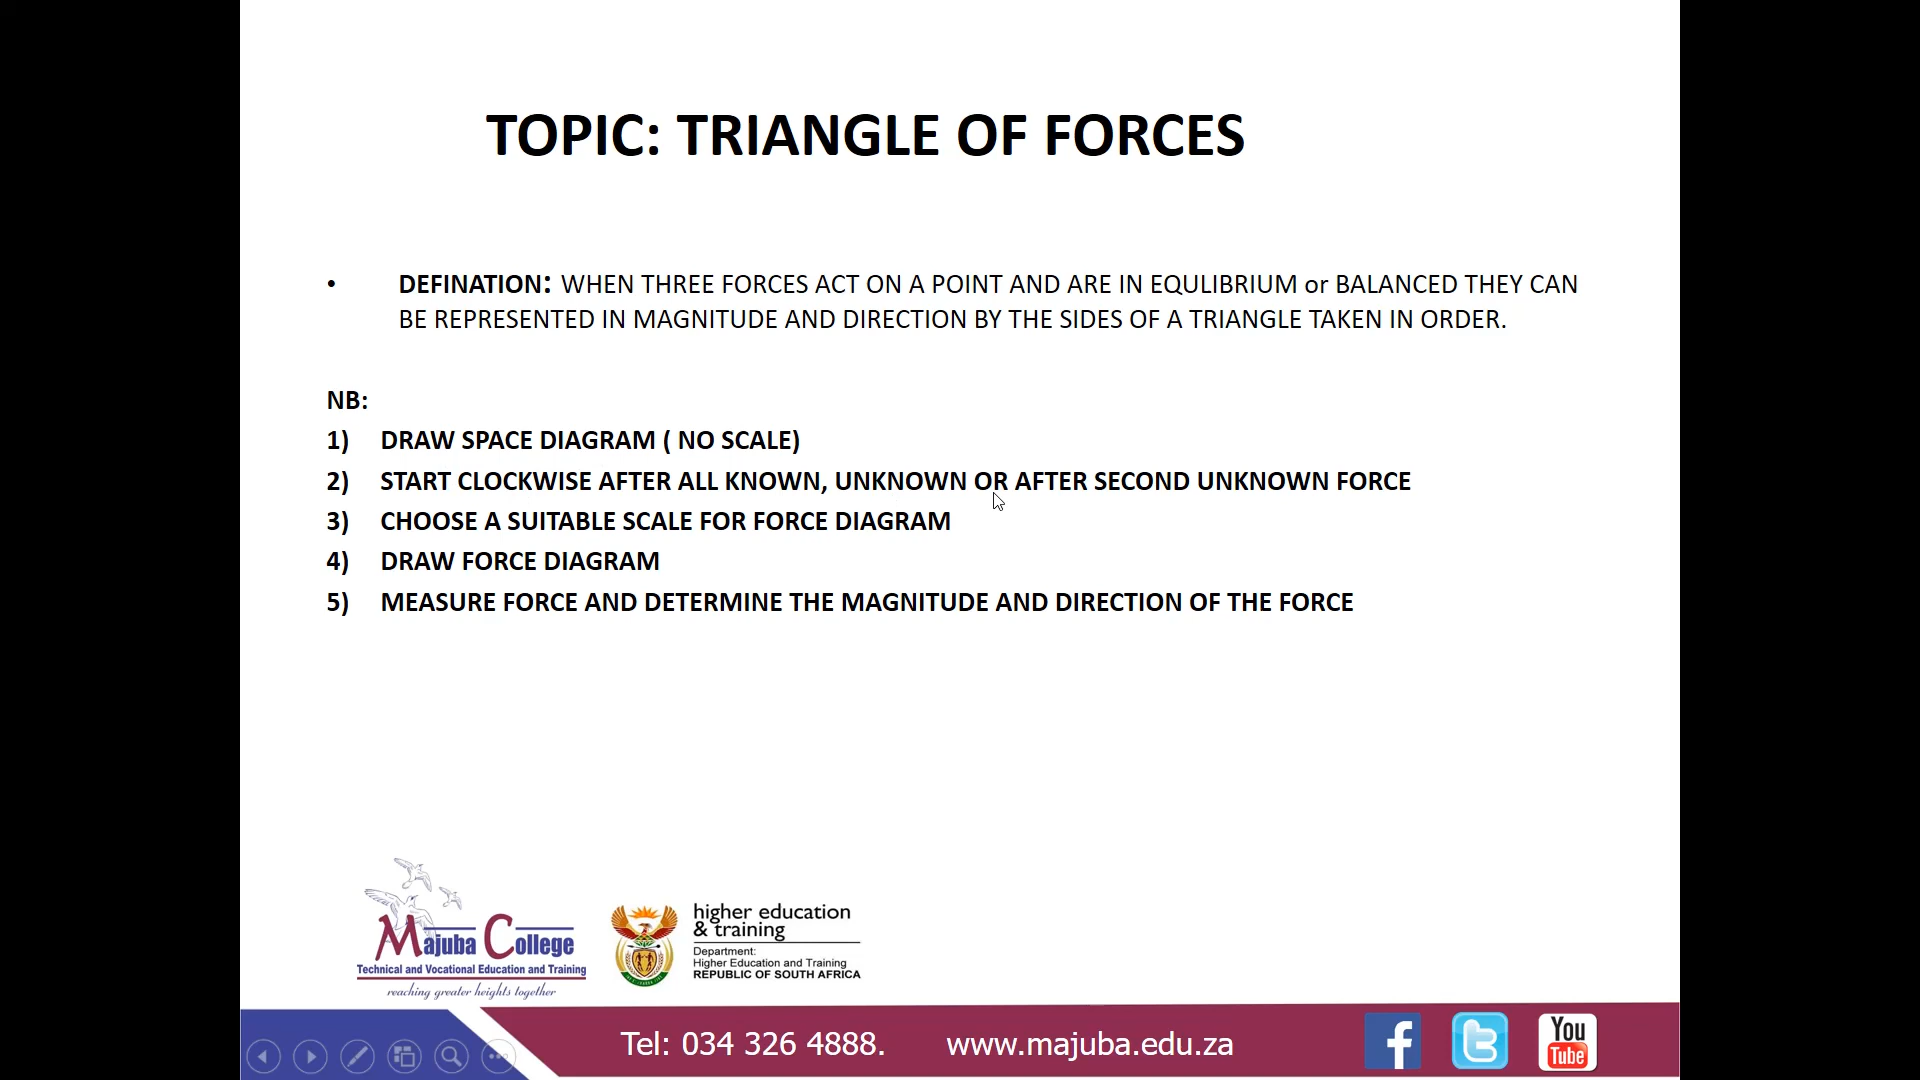 TOPIC: TRIANGLE OF FORCES
• DEFINATION: WHEN THREE FORCES ACT ON A POINT AND ARE IN EQULIBRIUM or BALANCED THEY CAN
BE REPRESENTED IN MAGNITUDE AND DIRECTION BY THE SIDES OF A TRIANGLE TAKEN IN ORDER.
NB:
1) DRAW SPACE DIAGRAM ( NO SCALE)
2) START CLOCKWISE AFTER ALL KNOWN, UNKNOWN OR AFTER SECOND UNKNOWN FORCE
3) CHOOSE A SUITABLE SCALE FOR FORCE DIAGRAM
4) DRAW FORCE DIAGRAM
5) MEASURE FORCE AND DETERMINE THE MAGNITUDE AND DIRECTION OF THE FORCE
Majuba College
Technical and Vocational Education and Training
reaching greater heights together
higher education
& training
Department:
Higher Education and Training
REPUBLIC OF SOUTH AFRICA
Tel: 034 326 4888. www.majuba.edu.za
You
Tube